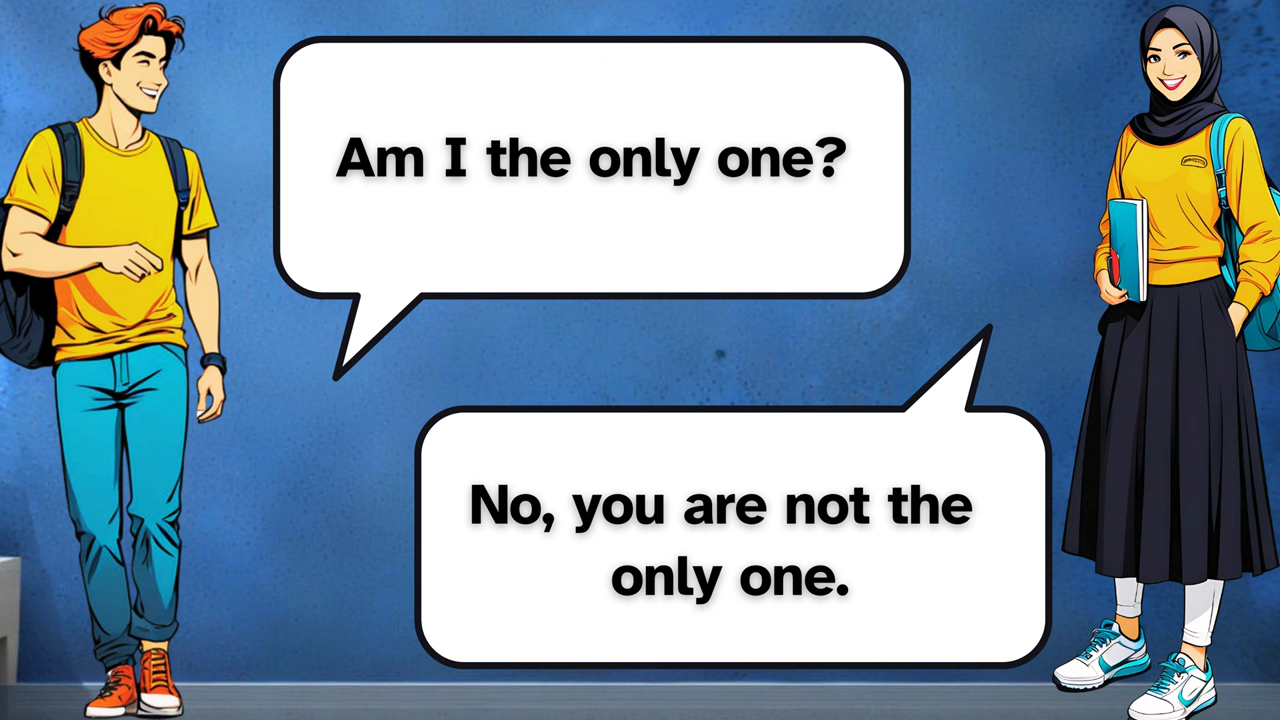 Am I the only one?
No, you are not the
only one.